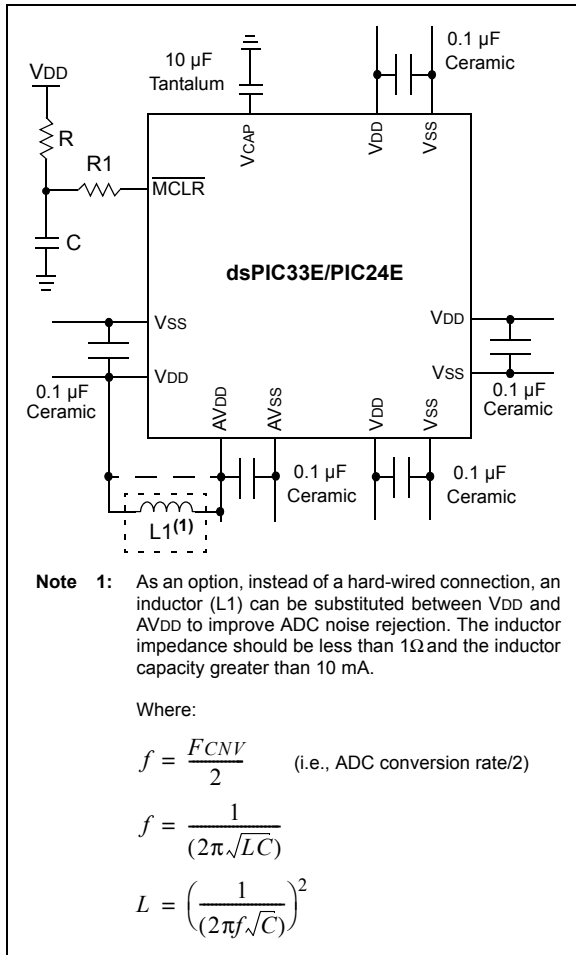 10 µF
Tantalum
0.1 µF
Ceramic
VDD
R
R1
C
VCAP
VDD
VSS
MCLR
dsPIC33E/PIC24E
VSS
VDD
VDD
VSS
0.1 µF
Ceramic
0.1 µF
Ceramic
AVDD
AVSS
VDD
VSS
0.1 µF
Ceramic
0.1 µF
Ceramic
L1(1)
Note 1: As an option, instead of a hard-wired connection, an
inductor (L1) can be substituted between VDD and
AVDD to improve ADC noise rejection. The inductor
impedance should be less than 1Ω and the inductor
capacity greater than 10 mA.
Where:
f = FCNV / 2 (i.e., ADC conversion rate/2)
f = 1 / (2π√LC)
L = (1 / (2πf√C))²